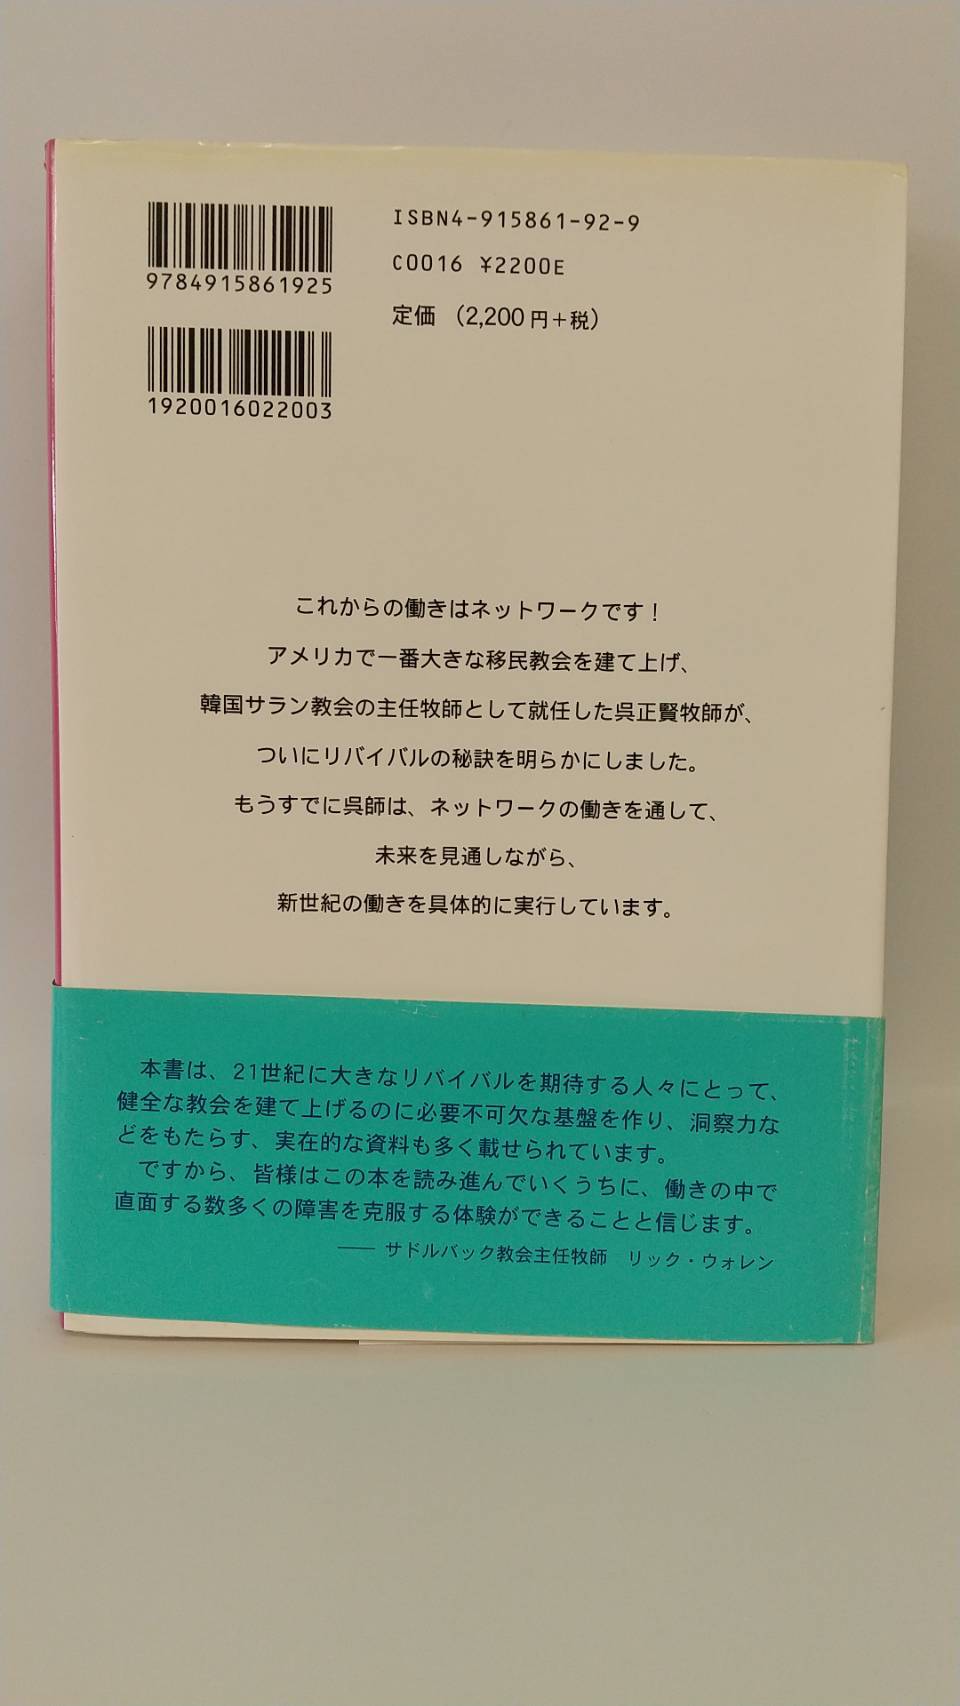 ISBN4-915861-92-9
C0016 ¥2200E
定価 （2,200円＋税）
9784915861925
1920016022003
これからの働きはネットワークです！
アメリカで一番大きな移民教会を建て上げ、
韓国サラン教会の主任牧師として就任した呉正賢牧師が、
ついにリバイバルの秘訣を明らかにしました。
もうすでに呉師は、ネットワークの働きを通して、
未来を見通しながら、
新世紀の働きを具体的に実行しています。
本書は、21世紀に大きなリバイバルを期待する人々にとって、
健全な教会を建て上げるのに必要不可欠な基盤を作り、洞察力な
どをもたらす、実在的な資料も多く載せられています。
ですから、皆様はこの本を読み進んでいくうちに、働きの中で
直面する数多くの障害を克服する体験ができることと信じます。
―― サドルバック教会主任牧師　リック・ウォレン